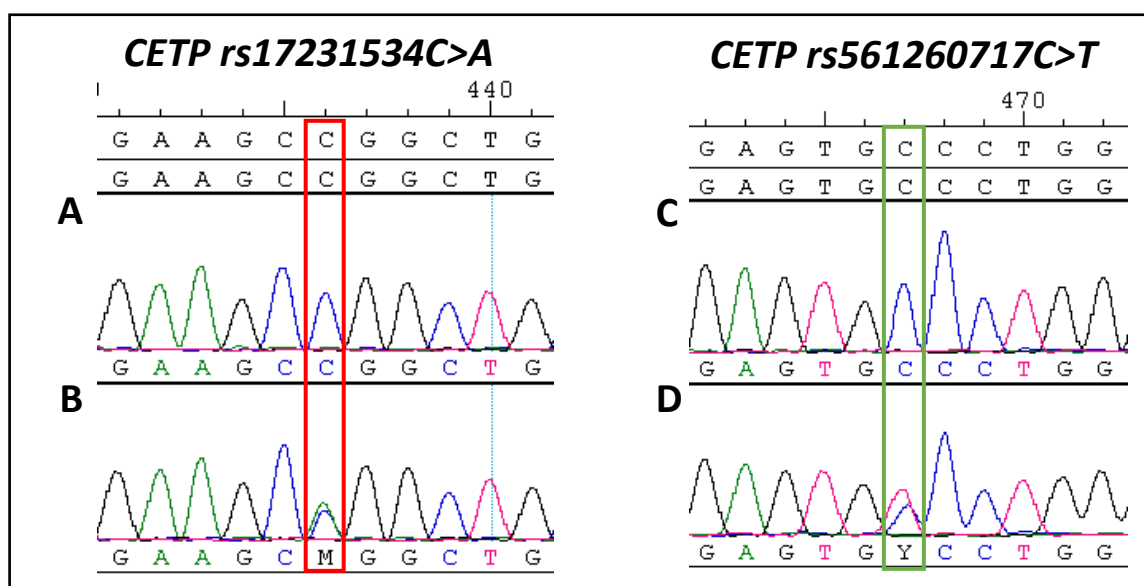 CETP rs17231534C>A
440
G A A G C C G G C T G
G A A G C C G G C T G
A
G A A G C C G G C T G
B
G A A G C M G G C T G
CETP rs561260717C>T
470
G A G T G C C C T G G
G A G T G C C C T G G
C
G A G T G C C C T G G
D
G A G T G Y C C T G G